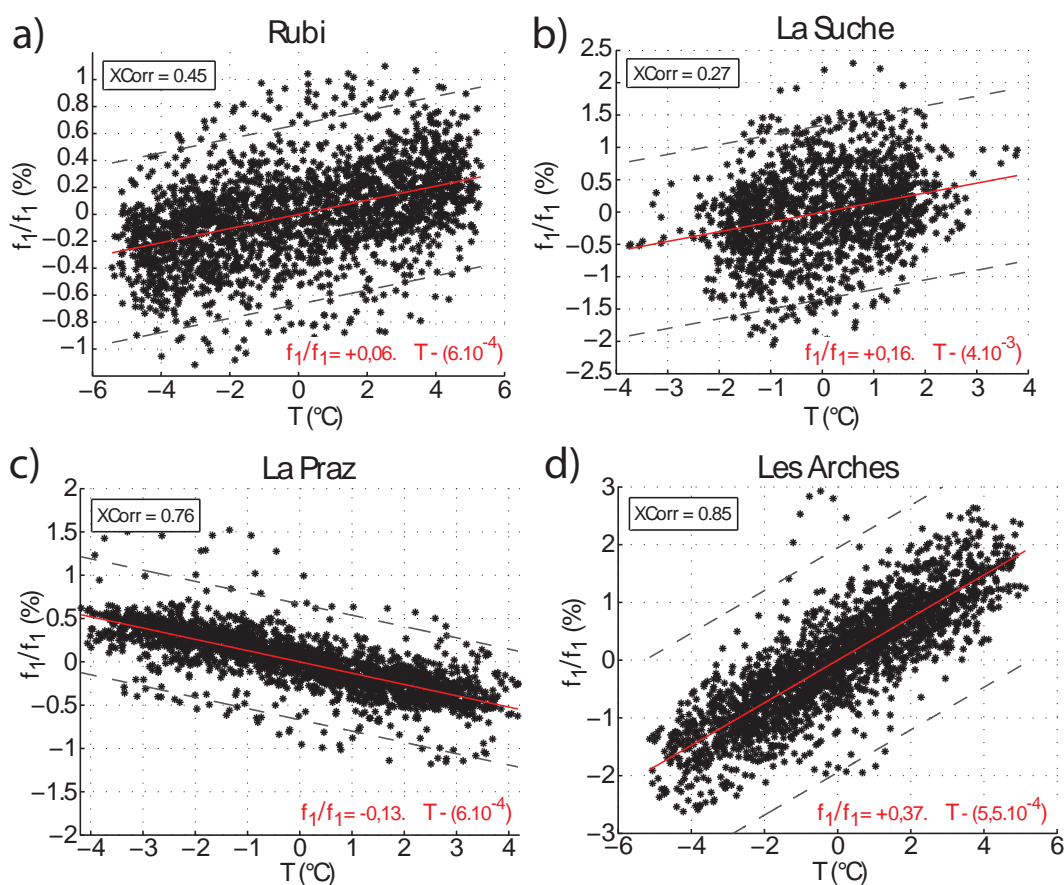 a)
Rubi
XCorr = 0.45
1
0.8
0.6
0.4
0.2
0
−0.2
−0.4
−0.6
−0.8
−1
f₁/f₁ (%)
f₁/f₁= +0,06. T - (6.10⁻⁴)
−6 −4 −2 0 2 4 6
T (°C)
b)
La Suche
XCorr = 0.27
2.5
2
1.5
1
0.5
0
−0.5
−1
−1.5
−2
2.5
f₁/f₁ (%)
f₁/f₁= +0,16. T - (4.10⁻³)
−4 −3 −2 −1 0 1 2 3 4
T (°C)
c)
La Praz
XCorr = 0.76
2
1.5
1
0.5
0
−0.5
−1
−1.5
−2
f₁/f₁ (%)
f₁/f₁= -0,13. T - (6.10⁻⁴)
−4 −3 −2 −1 0 1 2 3 4
T (°C)
d)
Les Arches
XCorr = 0.85
3
2
1
0
−1
−2
−3
f₁/f₁ (%)
f₁/f₁= +0,37. T - (5,5.10⁻⁴)
−6 −4 −2 0 2 4 6
T (°C)